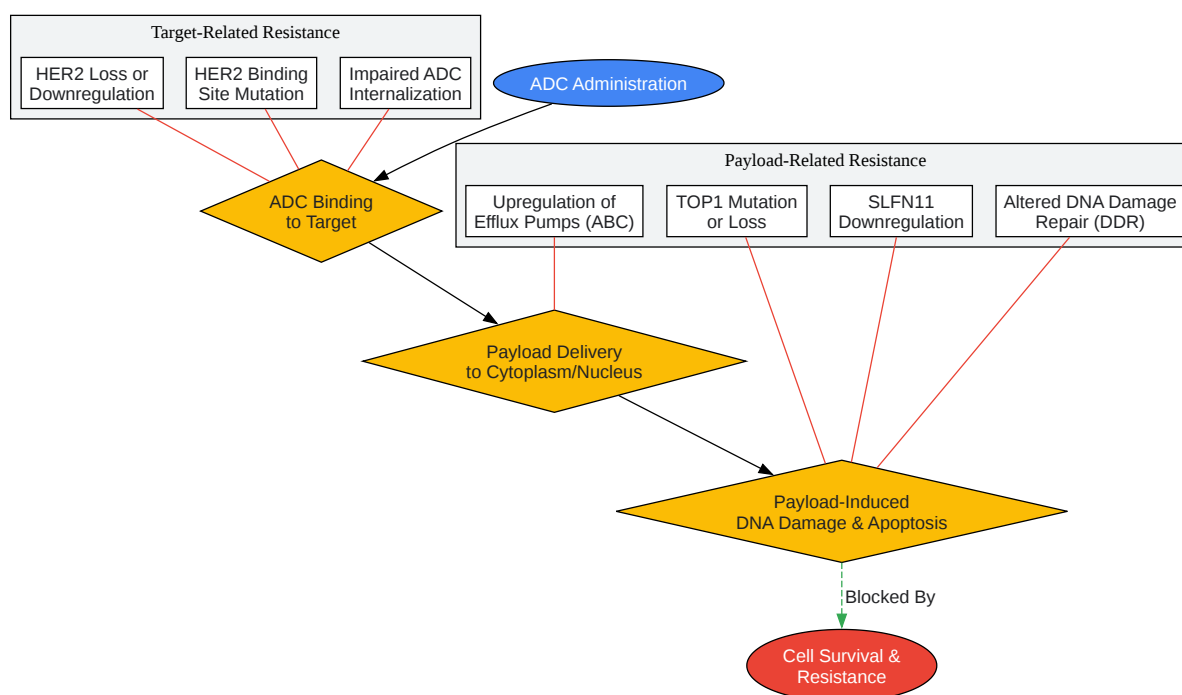 Target-Related Resistance
HER2 Loss or
Downregulation
HER2 Binding
Site Mutation
Impaired ADC
Internalization
ADC Administration
Payload-Related Resistance
Upregulation of
Efflux Pumps (ABC)
TOP1 Mutation
or Loss
SLFN11
Downregulation
Altered DNA Damage
Repair (DDR)
ADC Binding
to Target
Payload Delivery
to Cytoplasm/Nucleus
Payload-Induced
DNA Damage & Apoptosis
Blocked By
Cell Survival &
Resistance